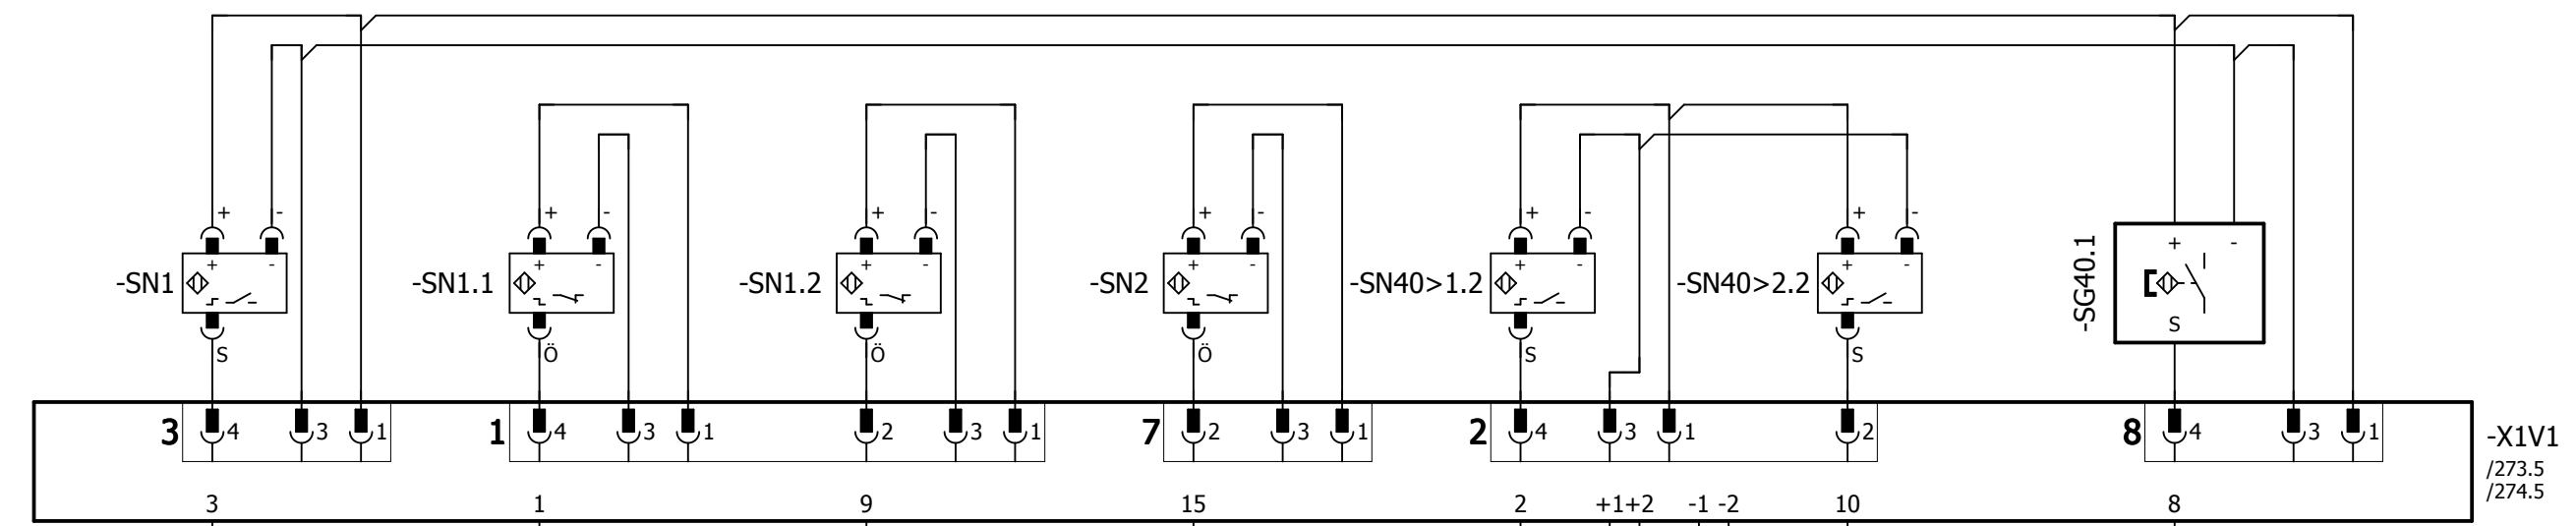 + -
+ -
+ -
+ -
+ -
+ -
-SN1
+ -
-SN1.1
+ -
-SN1.2
+ -
-SN2
+ -
-SN40>1.2
+ -
-SN40>2.2
+ -
-SG40.1
+ -
S
S
Ö
Ö
Ö
S
S
3 4 3 1
1 4 3 1
2 3 1
7 2 3 1
2 4 3 1 2
8 4 3 1
-X1V1
/273.5
/274.5
3 1 9 15 2 +1+2 -1 -2 10 8